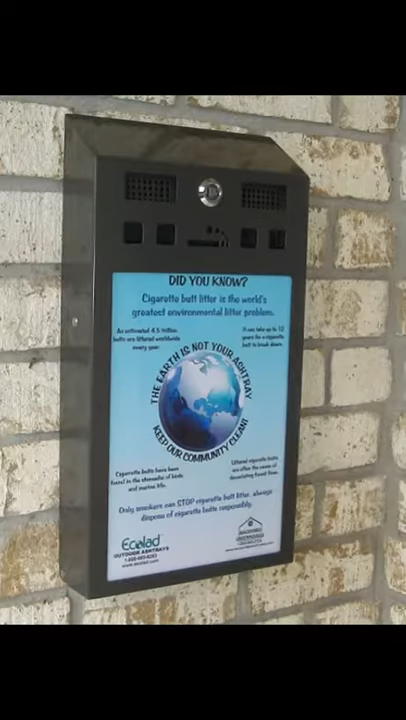 DID YOU KNOW?
Cigarette butt litter is the world's
greatest environmental litter problem.
An estimated 4.5 trillion
butts are littered worldwide
every year.
It can take up to 12
years for a cigarette
butt to break down.
THE EARTH IS NOT YOUR ASHTRAY
KEEP OUR COMMUNITY CLEAN!
Cigarette butts have been
found in the stomachs of birds
and marine life.
Littered cigarette butts
are often the cause of
devastating forest fires.
Only smokers can STOP cigarette butt litter, always
dispose of cigarette butts responsibly.
Ecolad
OUTDOOR ASHTRAYS
www.ecolad.com